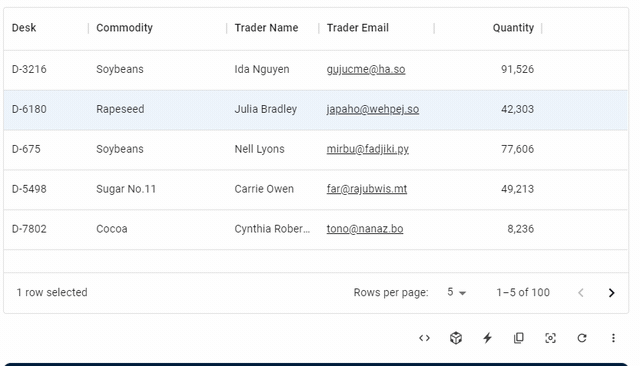 Desk Commodity Trader Name Trader Email Quantity
D-3216 Soybeans Ida Nguyen gujucme@ha.so 91,526
D-6180 Rapeseed Julia Bradley japaho@wehpej.so 42,303
D-675 Soybeans Nell Lyons mirbu@fadjiki.py 77,606
D-5498 Sugar No.11 Carrie Owen far@rajubwis.mt 49,213
D-7802 Cocoa Cynthia Rober... tono@nanaz.bo 8,236
1 row selected Rows per page: 5 1–5 of 100